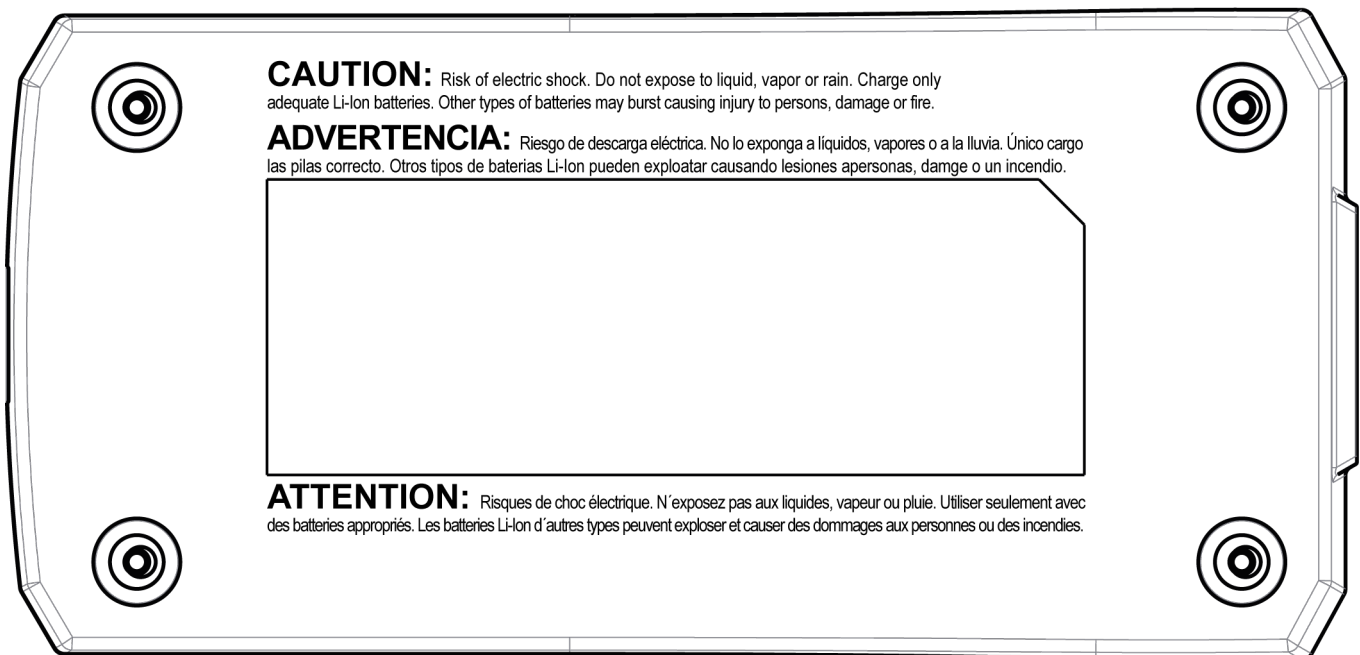 CAUTION: Risk of electric shock. Do not expose to liquid, vapor or rain. Charge only
adequate Li-Ion batteries. Other types of batteries may burst causing injury to persons, damage or fire.
ADVERTENCIA: Riesgo de descarga eléctrica. No lo exponga a líquidos, vapores o a la lluvia. Único cargo
las pilas correcto. Otros tipos de baterias Li-Ion pueden exploatar causando lesiones apersonas, damge o un incendio.
ATTENTION: Risques de choc électrique. N´exposez pas aux liquides, vapeur ou pluie. Utiliser seulement avec
des batteries appropriés. Les batteries Li-Ion d´autres types peuvent exploser et causer des dommages aux personnes ou des incendies.